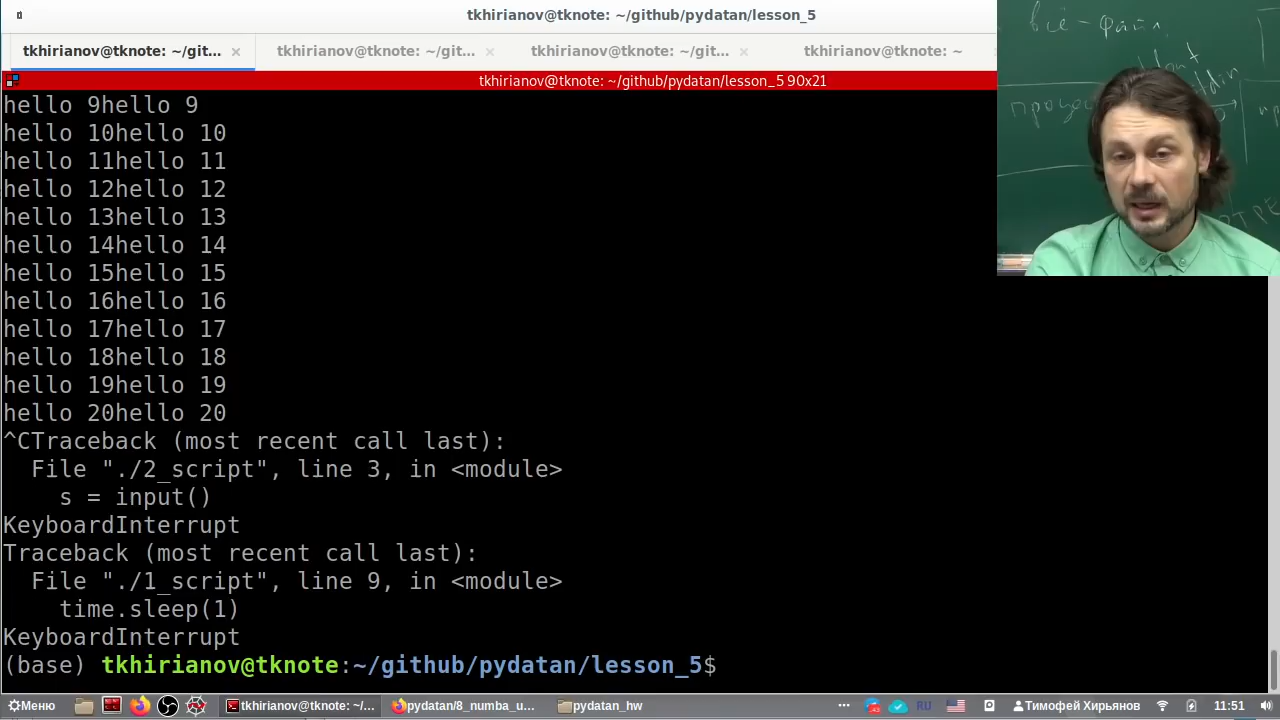 tkhirianov@tknote: ~/github/pydatan/lesson_5
tkhirianov@tknote: ~/git... × tkhirianov@tknote: ~/git... × tkhirianov@tknote: ~/git... × tkhirianov@tknote: ~
tkhirianov@tknote: ~/github/pydatan/lesson_5 90x21
hello 9hello 9
hello 10hello 10
hello 11hello 11
hello 12hello 12
hello 13hello 13
hello 14hello 14
hello 15hello 15
hello 16hello 16
hello 17hello 17
hello 18hello 18
hello 19hello 19
hello 20hello 20
^CTraceback (most recent call last):
  File "./2_script", line 3, in <module>
    s = input()
KeyboardInterrupt
Traceback (most recent call last):
  File "./1_script", line 9, in <module>
    time.sleep(1)
KeyboardInterrupt
(base) tkhirianov@tknote:~/github/pydatan/lesson_5$
всё - файл
Меню tkhirianov@tknote: ~/... pydatan/8_numba_u... pydatan_hw ... RU Тимофей Хирьянов 11:51